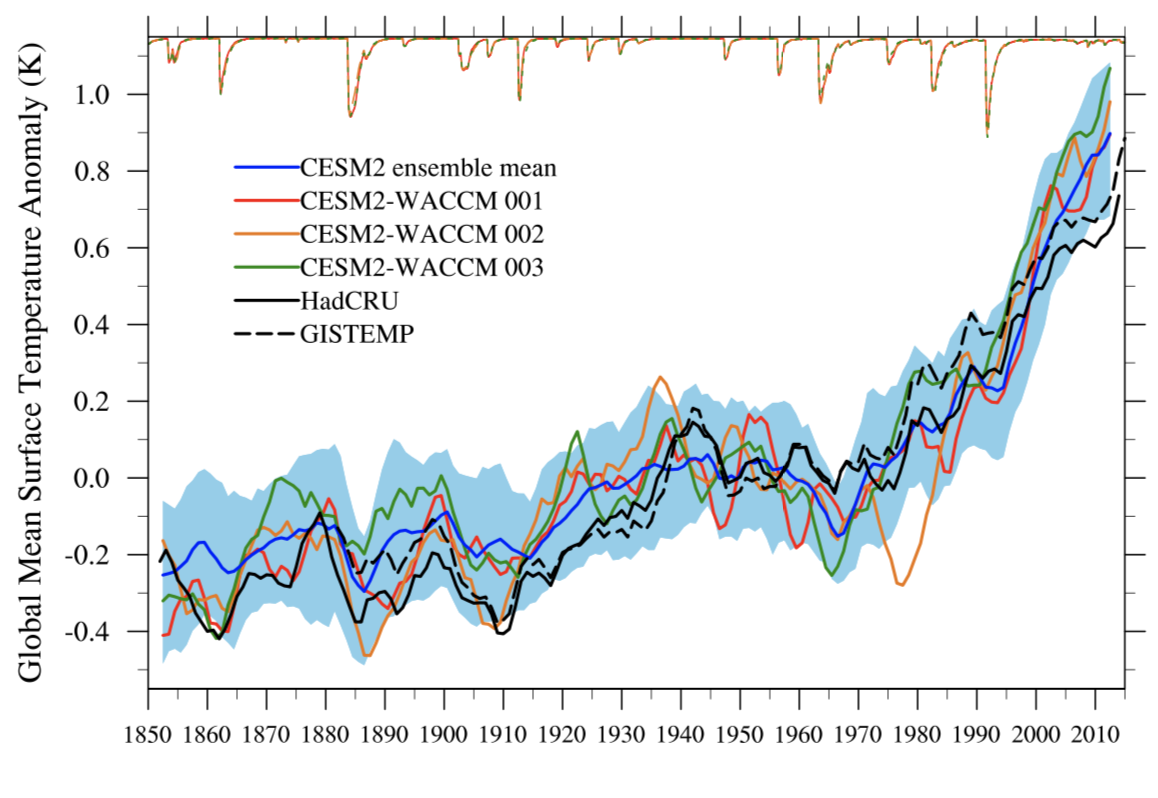 Global Mean Surface Temperature Anomaly (K)
1.0
0.8
0.6
0.4
0.2
0.0
-0.2
-0.4
CESM2 ensemble mean
CESM2-WACCM 001
CESM2-WACCM 002
CESM2-WACCM 003
HadCRU
GISTEMP
1850 1860 1870 1880 1890 1900 1910 1920 1930 1940 1950 1960 1970 1980 1990 2000 2010